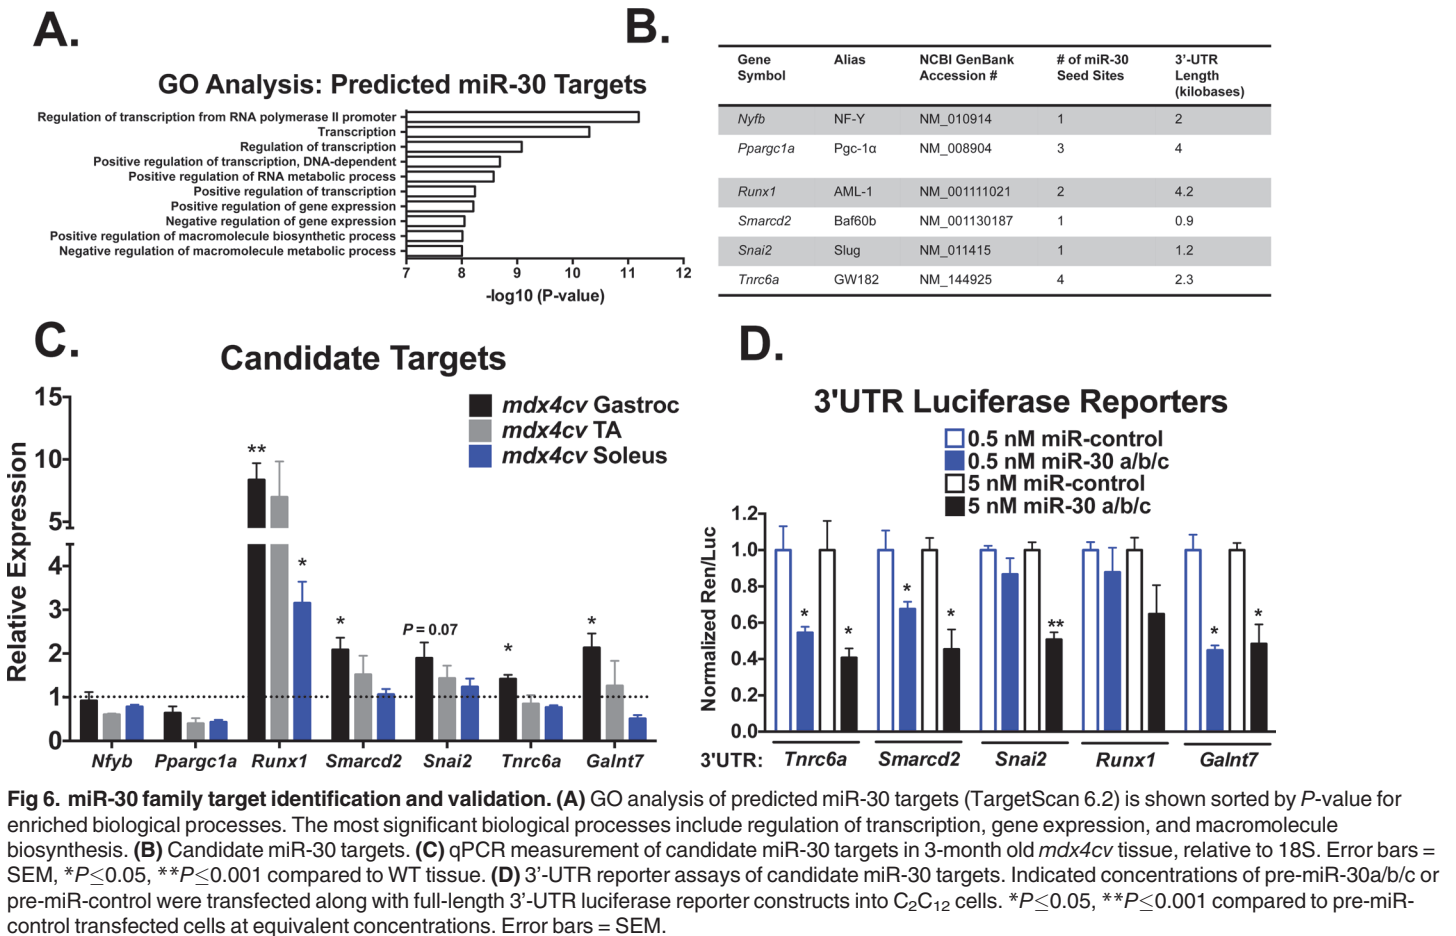 A.
GO Analysis: Predicted miR-30 Targets
Regulation of transcription from RNA polymerase II promoter
Transcription
Regulation of transcription
Positive regulation of transcription, DNA-dependent
Positive regulation of RNA metabolic process
Positive regulation of transcription
Positive regulation of gene expression
Negative regulation of gene expression
Positive regulation of macromolecule biosynthetic process
Negative regulation of macromolecule metabolic process
7 8 9 10 11 12
-log10 (P-value)
B.
Gene Symbol Alias NCBI GenBank Accession # # of miR-30 Seed Sites 3'-UTR Length (kilobases)
Nyfb NF-Y NM_010914 1 2
Ppargc1a Pgc-1α NM_008904 3 4
Runx1 AML-1 NM_001111021 2 4.2
Smarcd2 Baf60b NM_001130187 1 0.9
Snai2 Slug NM_011415 1 1.2
Tnrc6a GW182 NM_144925 4 2.3
C.
Candidate Targets
mdx4cv Gastroc
mdx4cv TA
mdx4cv Soleus
Relative Expression
15
10
5
4
3
2
1
0
**
*
*
P = 0.07
*
*
Nfyb Ppargc1a Runx1 Smarcd2 Snai2 Tnrc6a Galnt7
D.
3'UTR Luciferase Reporters
0.5 nM miR-control
0.5 nM miR-30 a/b/c
5 nM miR-control
5 nM miR-30 a/b/c
Normalized Ren/Luc
1.2
1.0
0.8
0.6
0.4
0.2
0.0
* * * * ** * *
3'UTR: Tnrc6a Smarcd2 Snai2 Runx1 Galnt7
Fig 6. miR-30 family target identification and validation. (A) GO analysis of predicted miR-30 targets (TargetScan 6.2) is shown sorted by P-value for
enriched biological processes. The most significant biological processes include regulation of transcription, gene expression, and macromolecule
biosynthesis. (B) Candidate miR-30 targets. (C) qPCR measurement of candidate miR-30 targets in 3-month old mdx4cv tissue, relative to 18S. Error bars =
SEM, *P≤0.05, **P≤0.001 compared to WT tissue. (D) 3'-UTR reporter assays of candidate miR-30 targets. Indicated concentrations of pre-miR-30a/b/c or
pre-miR-control were transfected along with full-length 3'-UTR luciferase reporter constructs into C₂C₁₂ cells. *P≤0.05, **P≤0.001 compared to pre-miR-
control transfected cells at equivalent concentrations. Error bars = SEM.